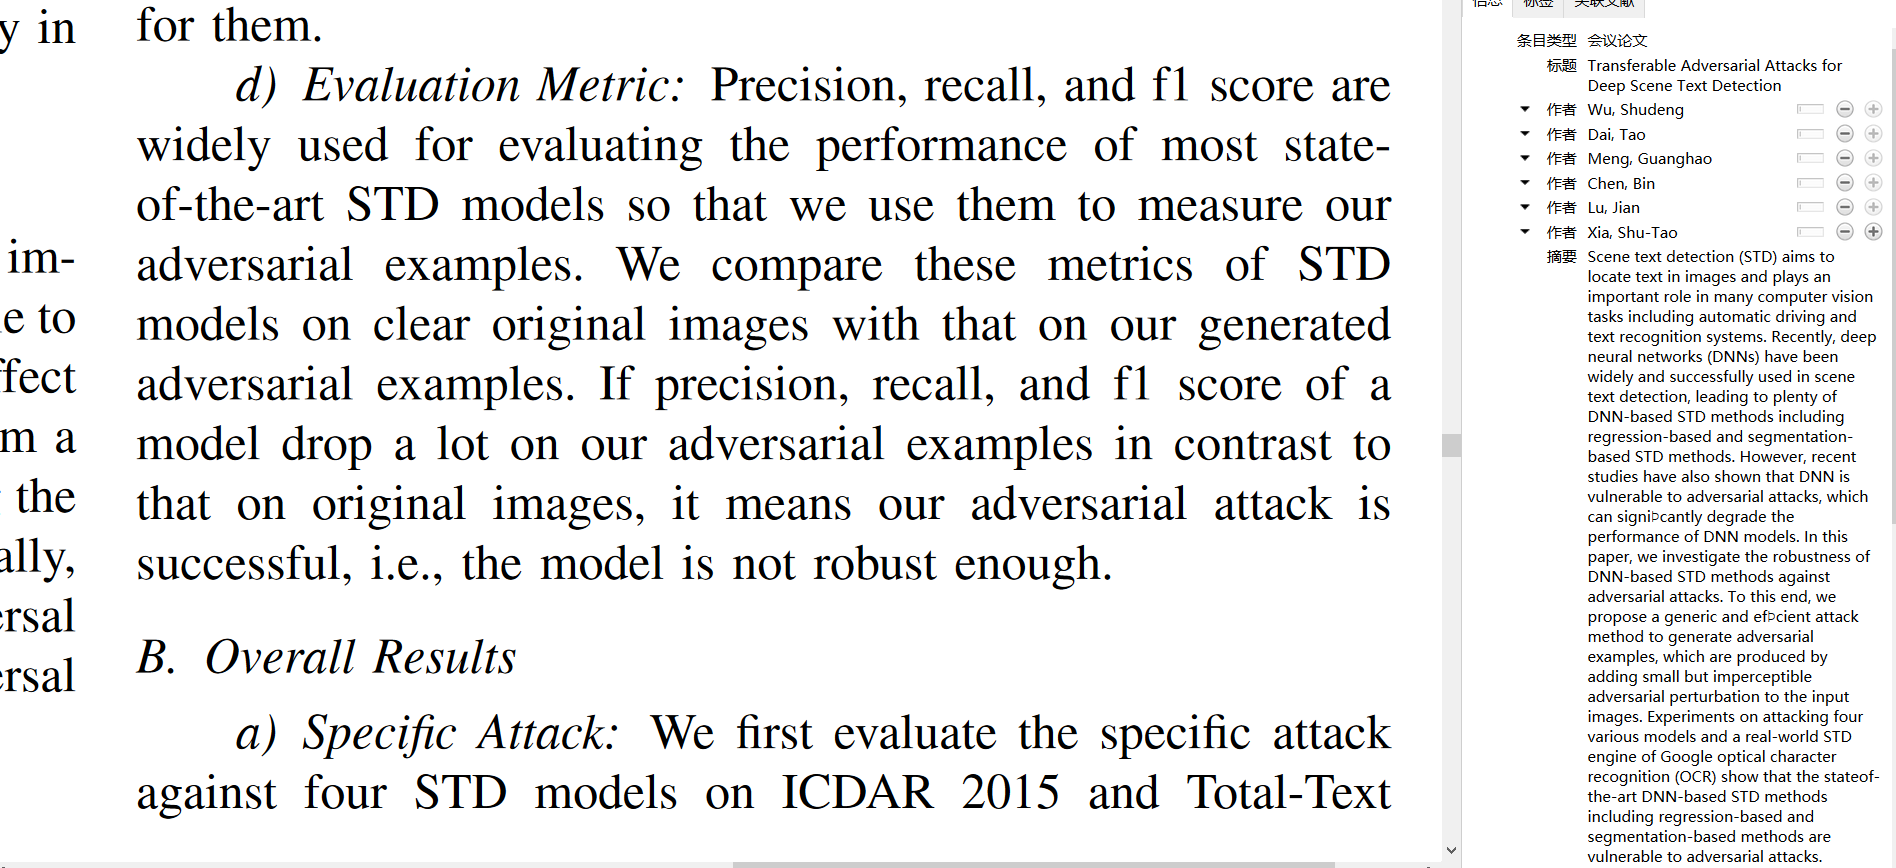 y in
im-
e to
ffect
m a
the
ally,
ersal
ersal
for them.
d) Evaluation Metric: Precision, recall, and f1 score are
widely used for evaluating the performance of most state-
of-the-art STD models so that we use them to measure our
adversarial examples. We compare these metrics of STD
models on clear original images with that on our generated
adversarial examples. If precision, recall, and f1 score of a
model drop a lot on our adversarial examples in contrast to
that on original images, it means our adversarial attack is
successful, i.e., the model is not robust enough.
B. Overall Results
a) Specific Attack: We first evaluate the specific attack
against four STD models on ICDAR 2015 and Total-Text
信息 标签 关联文献
条目类型 会议论文
标题 Transferable Adversarial Attacks for
Deep Scene Text Detection
作者 Wu, Shudeng
作者 Dai, Tao
作者 Meng, Guanghao
作者 Chen, Bin
作者 Lu, Jian
作者 Xia, Shu-Tao
摘要 Scene text detection (STD) aims to
locate text in images and plays an
important role in many computer vision
tasks including automatic driving and
text recognition systems. Recently, deep
neural networks (DNNs) have been
widely and successfully used in scene
text detection, leading to plenty of
DNN-based STD methods including
regression-based and segmentation-
based STD methods. However, recent
studies have also shown that DNN is
vulnerable to adversarial attacks, which
can signiÞcantly degrade the
performance of DNN models. In this
paper, we investigate the robustness of
DNN-based STD methods against
adversarial attacks. To this end, we
propose a generic and efÞcient attack
method to generate adversarial
examples, which are produced by
adding small but imperceptible
adversarial perturbation to the input
images. Experiments on attacking four
various models and a real-world STD
engine of Google optical character
recognition (OCR) show that the stateof-
the-art DNN-based STD methods
including regression-based and
segmentation-based methods are
vulnerable to adversarial attacks.